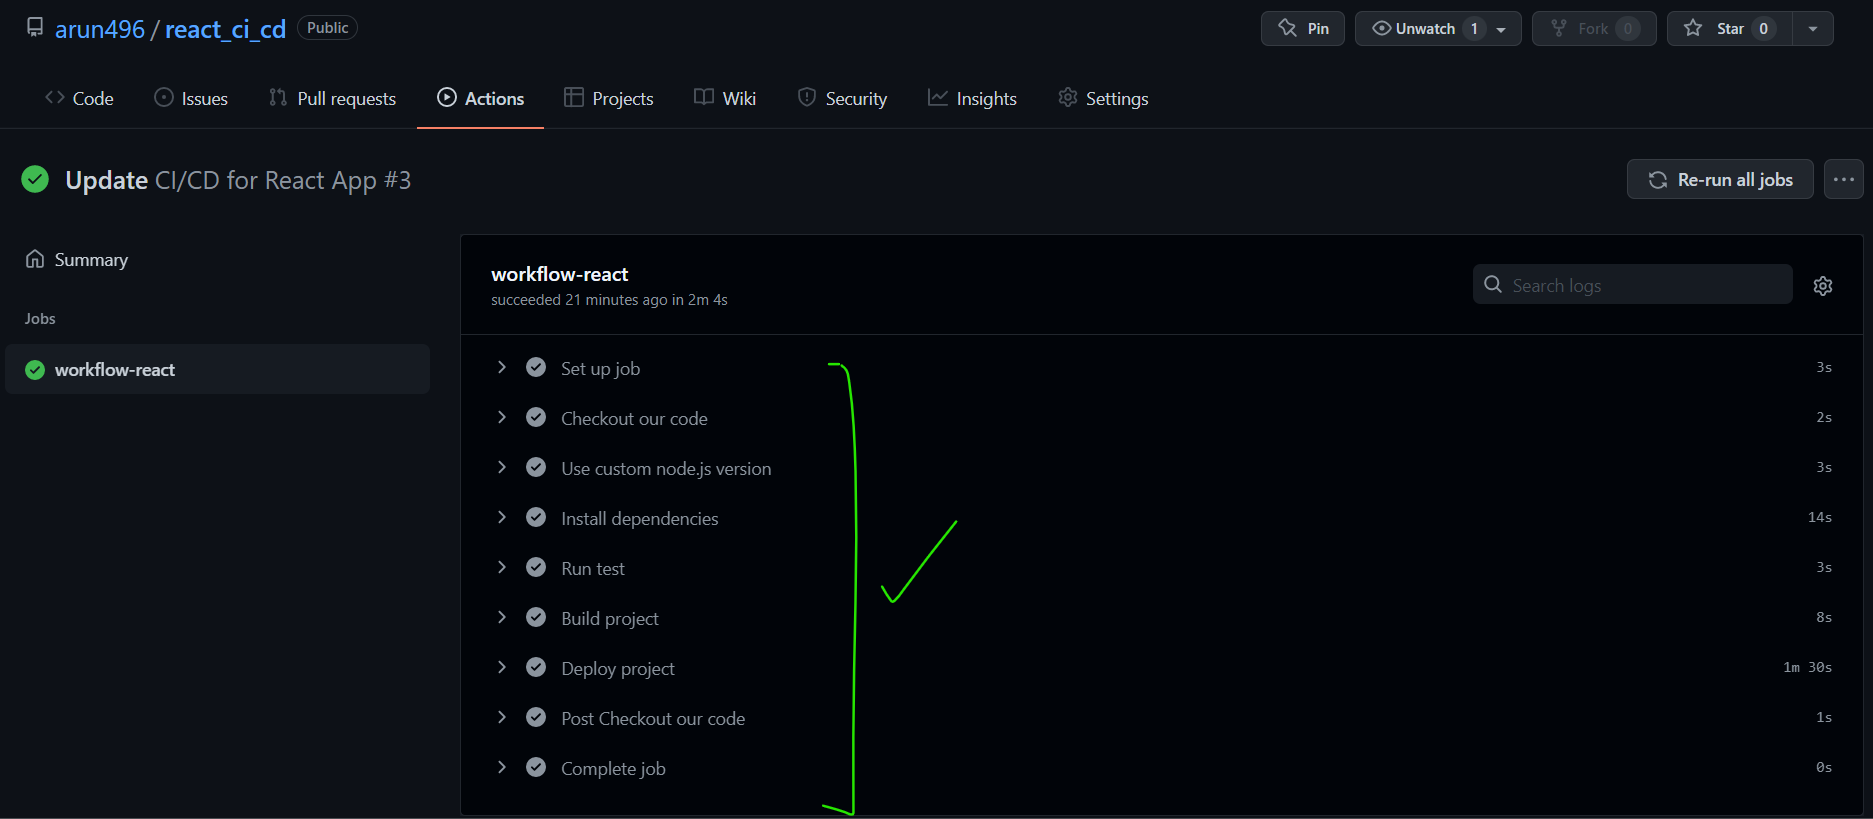 arun496 / react_ci_cd Public Pin Unwatch 1 Fork 0 Star 0
Code Issues Pull requests Actions Projects Wiki Security Insights Settings
Update CI/CD for React App #3 Re-run all jobs
Summary
Jobs
workflow-react
workflow-react
succeeded 21 minutes ago in 2m 4s
Search logs
Set up job 3s
Checkout our code 2s
Use custom node.js version 3s
Install dependencies 14s
Run test 3s
Build project 8s
Deploy project 1m 30s
Post Checkout our code 1s
Complete job 0s